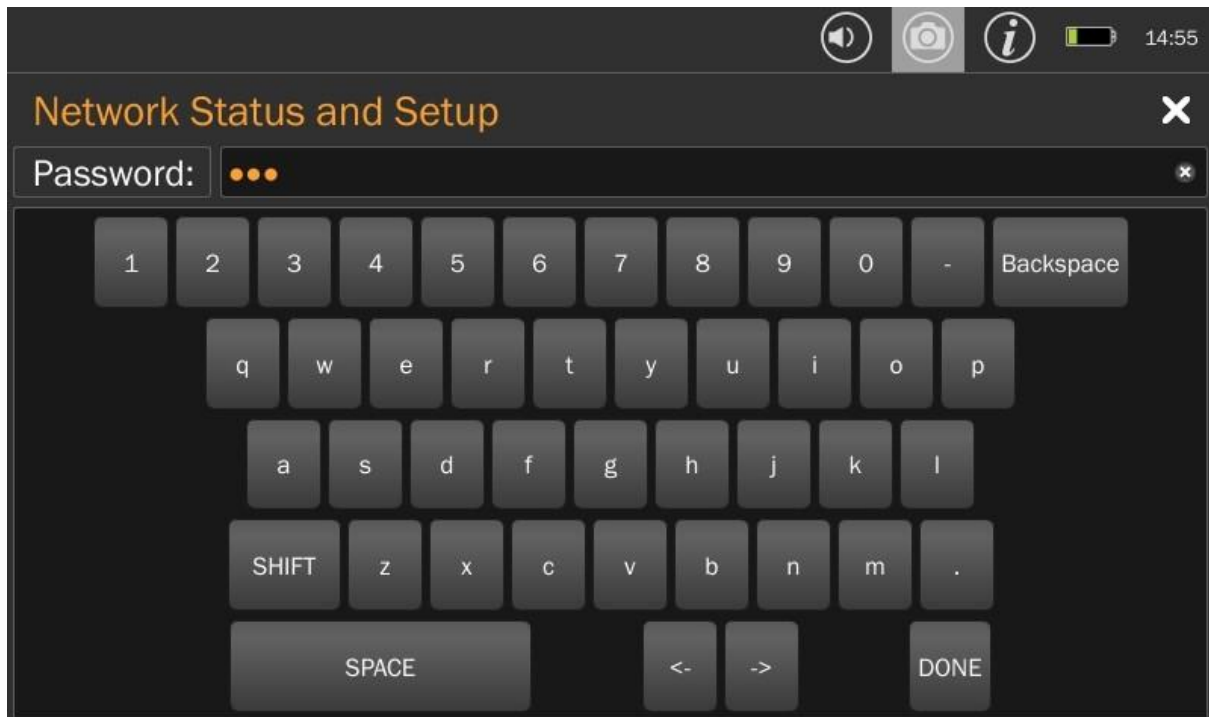 i 14:55
Network Status and Setup
Password: •••
1 2 3 4 5 6 7 8 9 0 - Backspace
q w e r t y u i o p
a s d f g h j k l
SHIFT z x c v b n m .
SPACE <- -> DONE